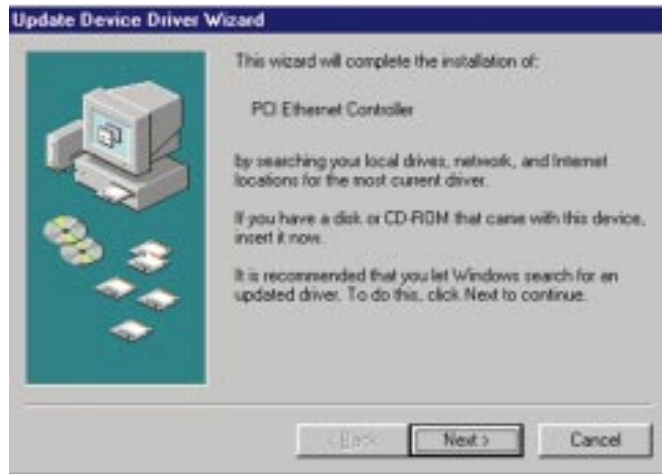 Update Device Driver Wizard
This wizard will complete the installation of:
PCI Ethernet Controller
by searching your local drives, network, and Internet
locations for the most current driver.
If you have a disk or CD-ROM that came with this device,
insert it now.
It is recommended that you let Windows search for an
updated driver. To do this, click Next to continue.
< Back
Next >
Cancel